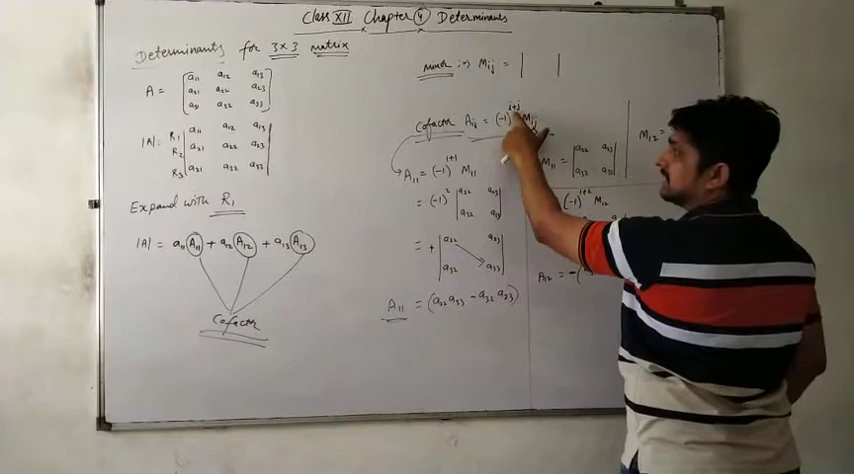 Class XII Chapter 4 Determinants
Determinants for 3×3 matrix
A = [a11 a12 a13
a21 a22 a23
a31 a32 a33]
|A| = R1 |a11 a12 a13|
R2 |a21 a22 a23|
R3 |a31 a32 a33|
Expand with R1
|A| = a11 A11 + a12 A12 + a13 A13
Cofactor
minor :→ Mij = | |
Cofactor Aij = (-1)^i+j Mij
A11 = (-1)^1+1 M11
= (-1)^2 |a22 a23|
|a32 a33|
= + |a22 a23|
|a32 a33|
A11 = (a22 a33 - a32 a23)
M11 = |a22 a23|
|a32 a33|
M12 =
(-1)^1+2 M12
A12 = -(